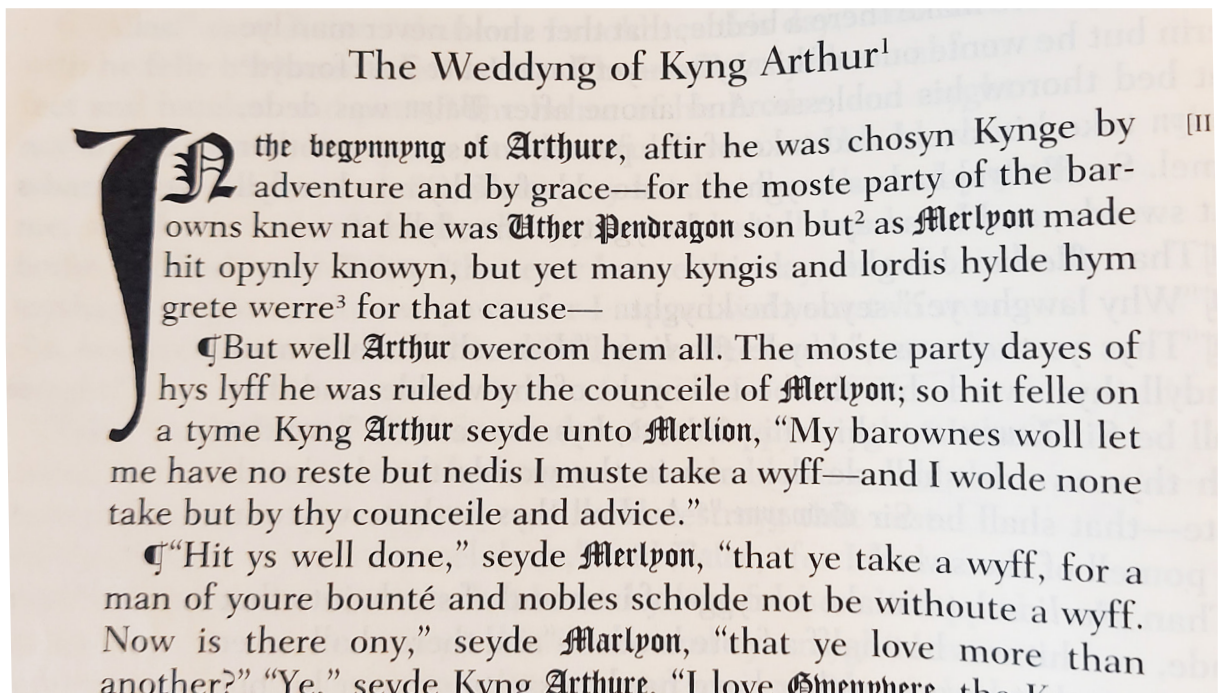 The Weddyng of Kyng Arthur¹
IN the begynnyng of Arthure, aftir he was chosyn Kynge by [II
adventure and by grace—for the moste party of the bar-
owns knew nat he was Uther Pendragon son but² as Merlyon made
hit opynly knowyn, but yet many kyngis and lordis hylde hym
grete werre³ for that cause—
¶But well Arthur overcom hem all. The moste party dayes of
hys lyff he was ruled by the counceile of Merlyon; so hit felle on
a tyme Kyng Arthur seyde unto Merlion, “My barownes woll let
me have no reste but nedis I muste take a wyff—and I wolde none
take but by thy counceile and advice.”
¶“Hit ys well done,” seyde Merlyon, “that ye take a wyff, for a
man of youre bounté and nobles scholde not be withoute a wyff.
Now is there ony,” seyde Marlyon, “that ye love more than
another?” “Ye,” seyde Kyng Arthure, “I love Gwenyvere, the